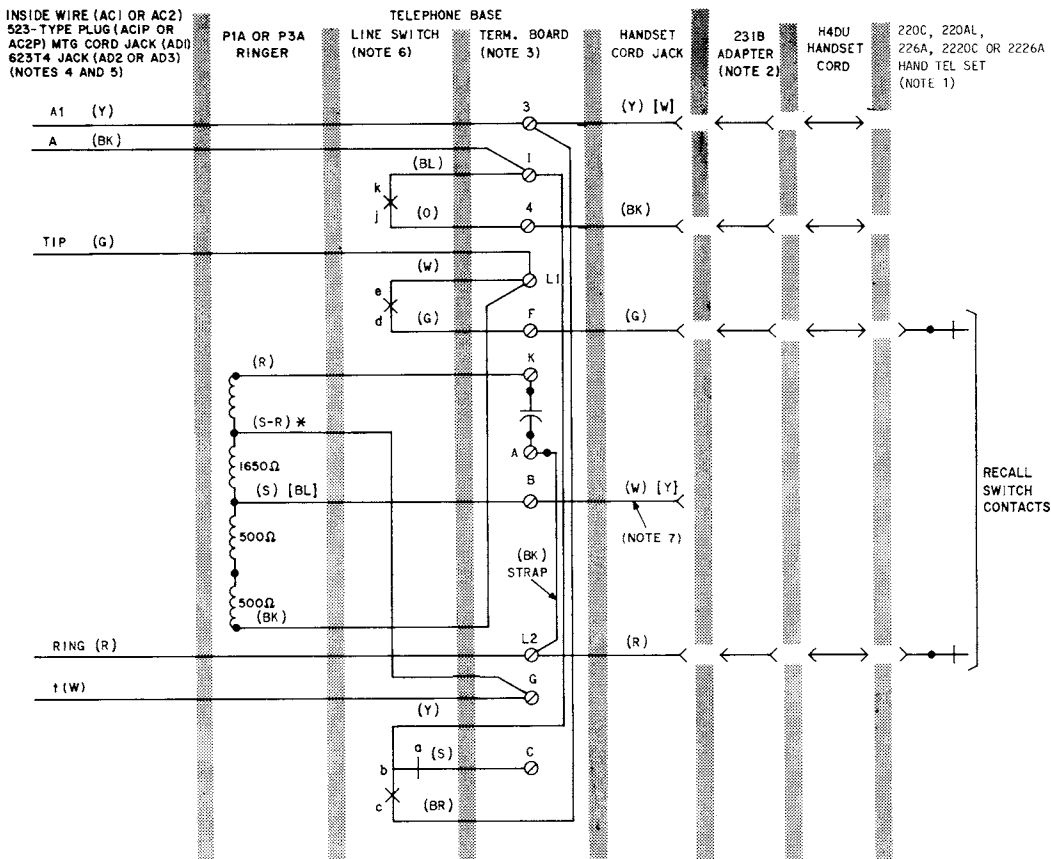 INSIDE WIRE (AC1 OR AC2)
523-TYPE PLUG (AC1P OR
AC2P) MTG CORD JACK (AD1)
623T4 JACK (AD2 OR AD3)
(NOTES 4 AND 5)
P1A OR P3A
RINGER
TELEPHONE BASE
LINE SWITCH
(NOTE 6)
TERM. BOARD
(NOTE 3)
HANDSET
CORD JACK
231B
ADAPTER
(NOTE 2)
H4DU
HANDSET
CORD
220C, 220AL,
226A, 2220C OR 2226A
HAND TEL SET
(NOTE 1)
A1 (Y)
3
(Y) [W]
A (BK)
1
(BL)
k
j
(O)
4
(BK)
TIP (G)
(W)
L1
e
d
(G)
F
(G)
(R)
K
(S-R) *
A
1650Ω
(S) [BL]
B
(W) [Y]
(NOTE 7)
RECALL
SWITCH
CONTACTS
500Ω
(BK)
STRAP
500Ω
(BK)
RING (R)
L2
(R)
†(W)
G
(Y)
a
(S)
C
b
c
(BR)